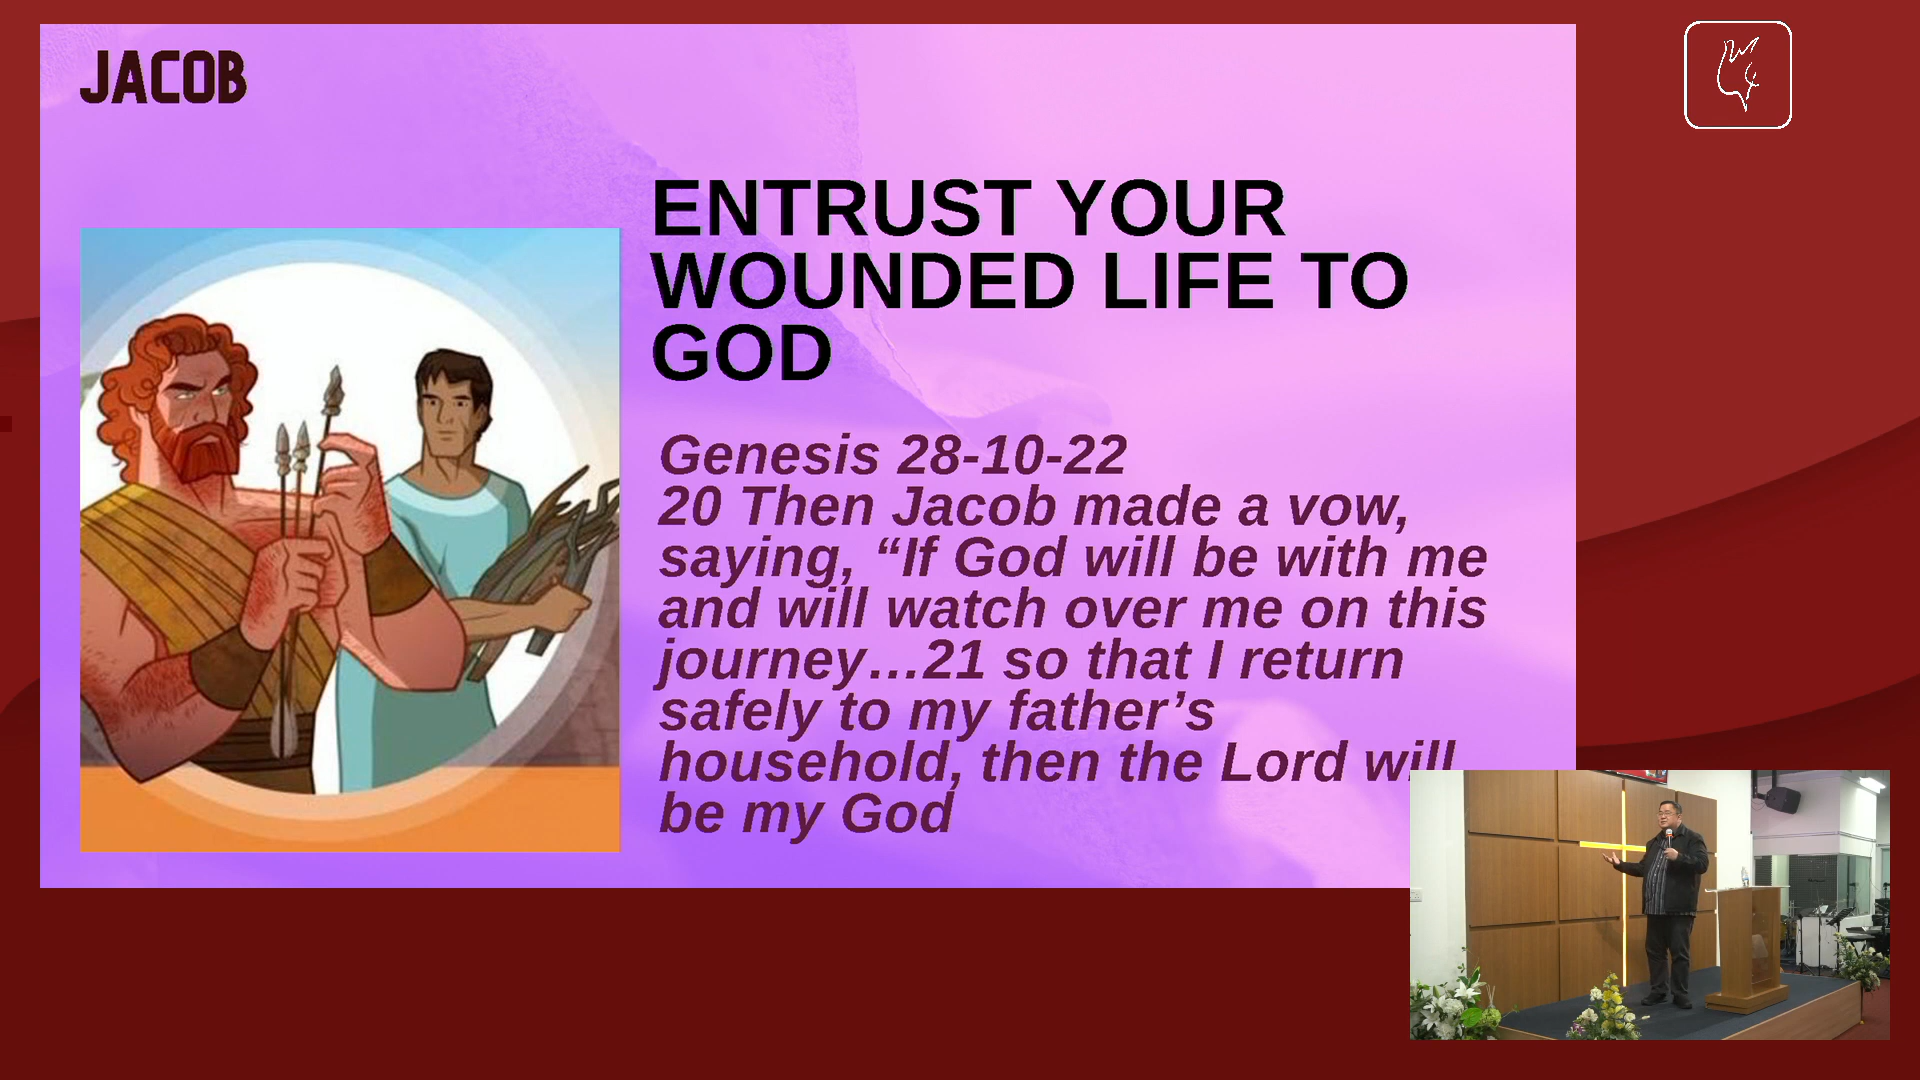 JACOB
ENTRUST YOUR
WOUNDED LIFE TO
GOD
Genesis 28-10-22
20 Then Jacob made a vow,
saying, “If God will be with me
and will watch over me on this
journey…21 so that I return
safely to my father’s
household, then the Lord will
be my God